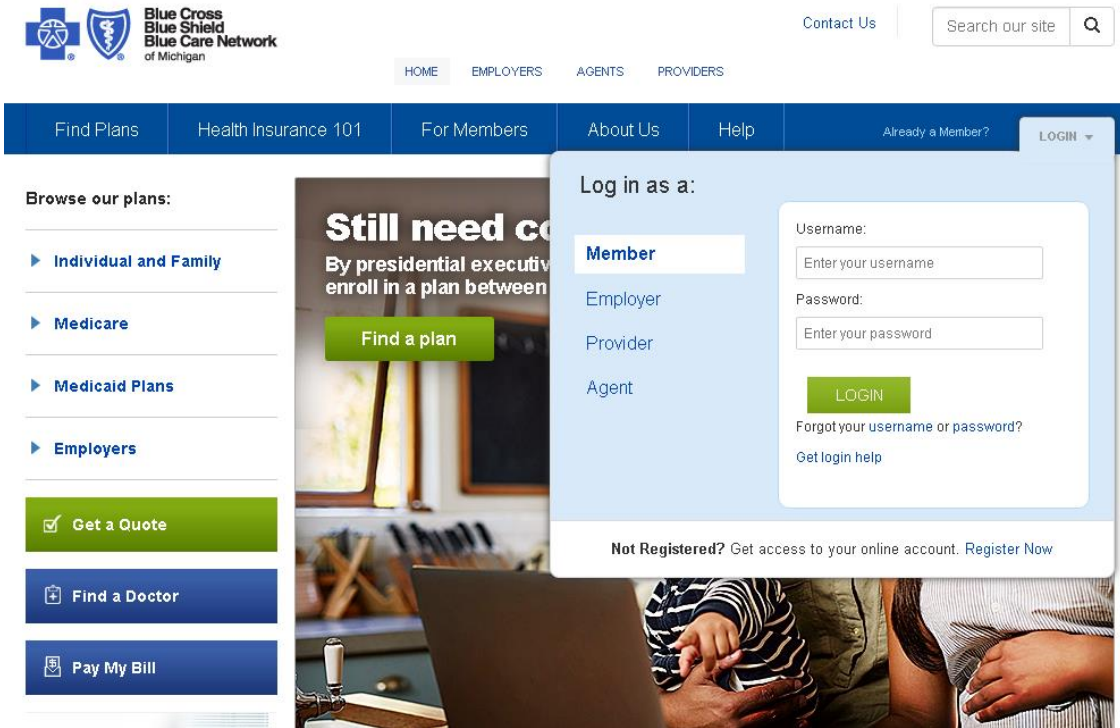 Blue Cross
Blue Shield
Blue Care Network
of Michigan
Contact Us
Search our site
HOME EMPLOYERS AGENTS PROVIDERS
Find Plans Health Insurance 101 For Members About Us Help Already a Member? LOGIN
Browse our plans:
Individual and Family
Medicare
Medicaid Plans
Employers
Get a Quote
Find a Doctor
Pay My Bill
Still need
By presidential
enroll in a plan between
Find a plan
Log in as a:
Member
Employer
Provider
Agent
Username:
Enter your username
Password:
Enter your password
LOGIN
Forgot your username or password?
Get login help
Not Registered? Get access to your online account. Register Now